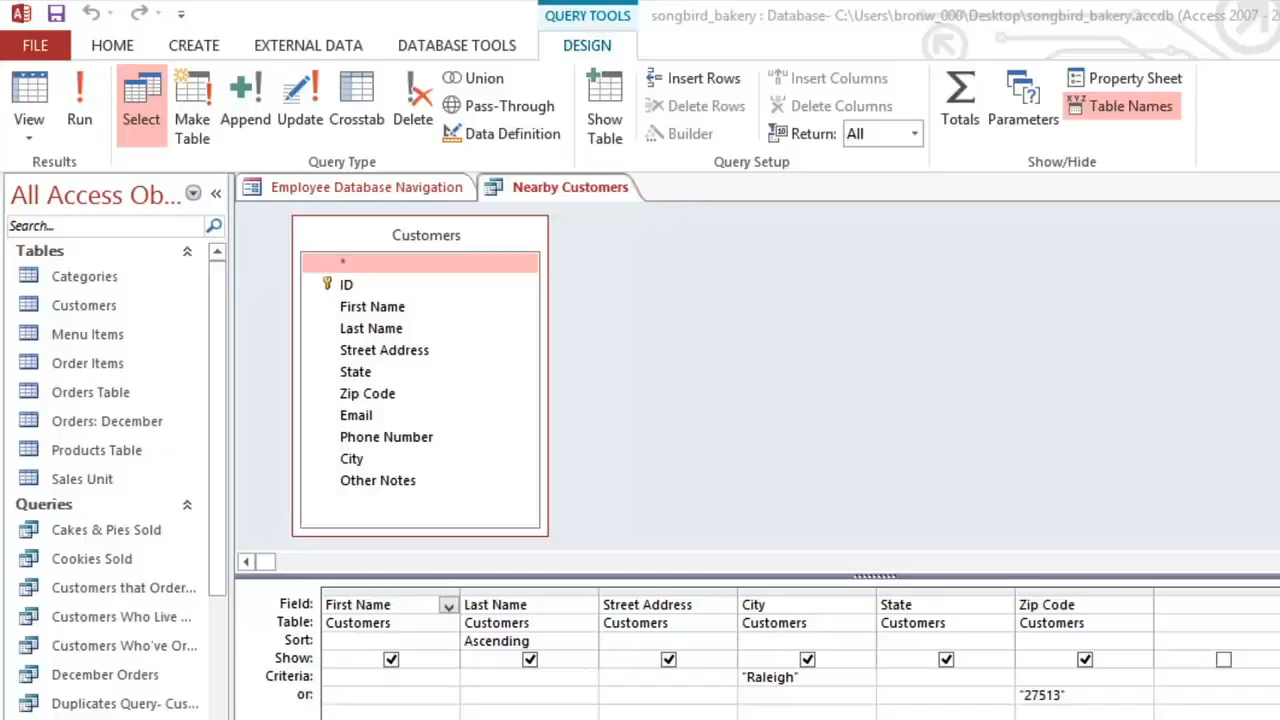 QUERY TOOLS songbird_bakery : Database- C:\Users\bronw_000\Desktop\songbird_bakery.accdb (Access 2007 - 2
FILE HOME CREATE EXTERNAL DATA DATABASE TOOLS DESIGN
View Run Select Make Table Append Update Crosstab Delete Union Pass-Through Data Definition Show Table Insert Rows Delete Rows Builder Insert Columns Delete Columns Return: All Totals Parameters Property Sheet XYZ Table Names
Results Query Type Query Setup Show/Hide
All Access Ob... «
Employee Database Navigation Nearby Customers
Search...
Tables
Categories
Customers
Menu Items
Order Items
Orders Table
Orders: December
Products Table
Sales Unit
Queries
Cakes & Pies Sold
Cookies Sold
Customers that Order...
Customers Who Live ...
Customers Who've Or...
December Orders
Duplicates Query- Cus...
Customers
*
ID
First Name
Last Name
Street Address
State
Zip Code
Email
Phone Number
City
Other Notes
Field: First Name Last Name Street Address City State Zip Code
Table: Customers Customers Customers Customers Customers Customers
Sort: Ascending
Show:
Criteria: "Raleigh"
or: "27513"